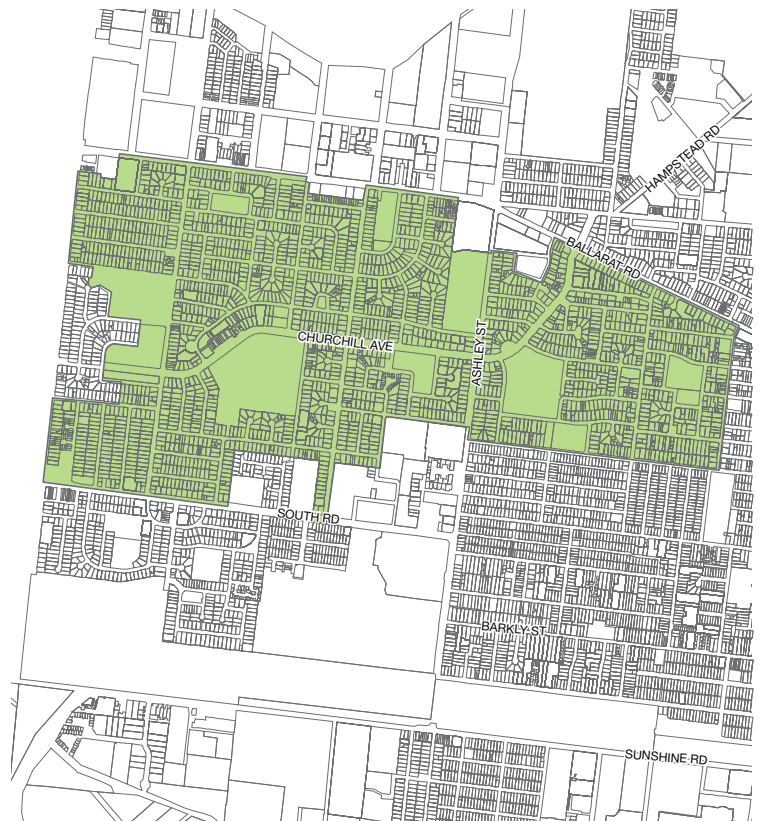 HAMPSTEAD RD
BALLARAT RD
CHURCHILL AVE
ASHLEY ST
SOUTH RD
BARKLY ST
SUNSHINE RD